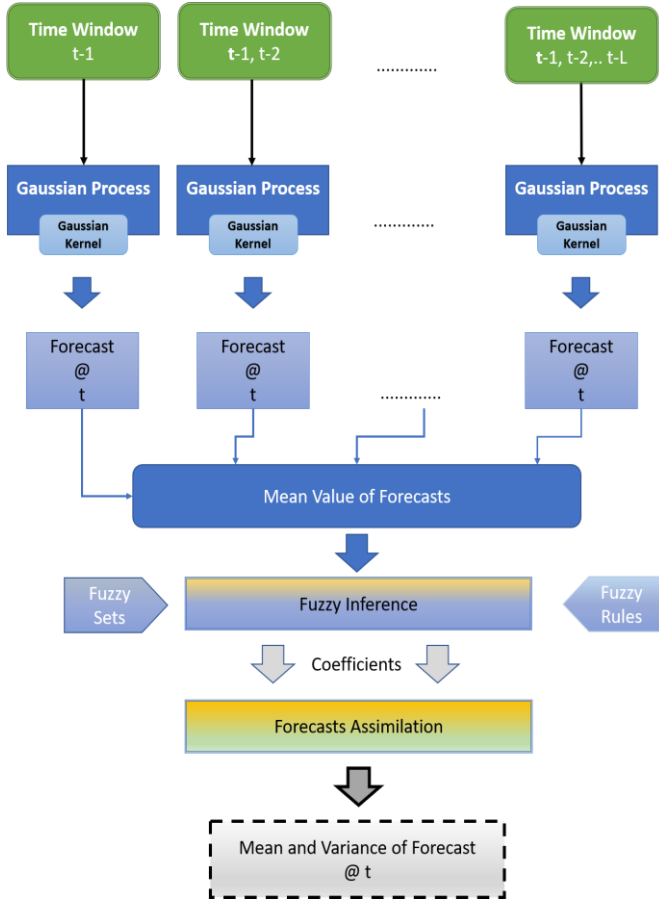 Time Window
t-1
Time Window
t-1, t-2
.............
Time Window
t-1, t-2,.. t-L
Gaussian Process
Gaussian
Kernel
Gaussian Process
Gaussian
Kernel
.............
Gaussian Process
Gaussian
Kernel
Forecast
@
t
Forecast
@
t
.............
Forecast
@
t
Mean Value of Forecasts
Fuzzy
Sets
Fuzzy Inference
Fuzzy
Rules
Coefficients
Forecasts Assimilation
Mean and Variance of Forecast
@ t